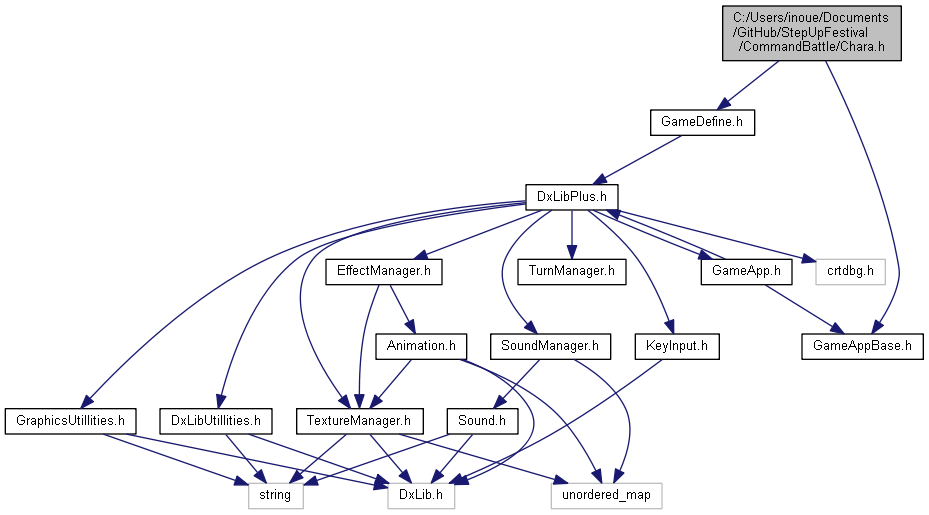 C:/Users/inoue/Documents
/GitHub/StepUpFestival
/CommandBattle/Chara.h
GameDefine.h
DxLibPlus.h
EffectManager.h
TurnManager.h
GameApp.h
crtdbg.h
Animation.h
SoundManager.h
KeyInput.h
GameAppBase.h
GraphicsUtillities.h
DxLibUtillities.h
TextureManager.h
Sound.h
string
DxLib.h
unordered_map